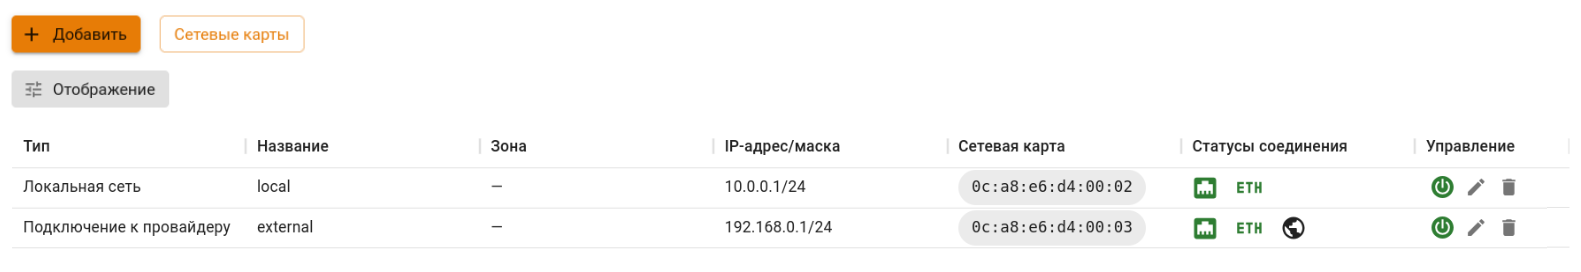 + Добавить Сетевые карты
Отображение
Тип Название Зона IP-адрес/маска Сетевая карта Статусы соединения Управление
Локальная сеть local — 10.0.0.1/24 0c:a8:e6:d4:00:02 ETH
Подключение к провайдеру external — 192.168.0.1/24 0c:a8:e6:d4:00:03 ETH